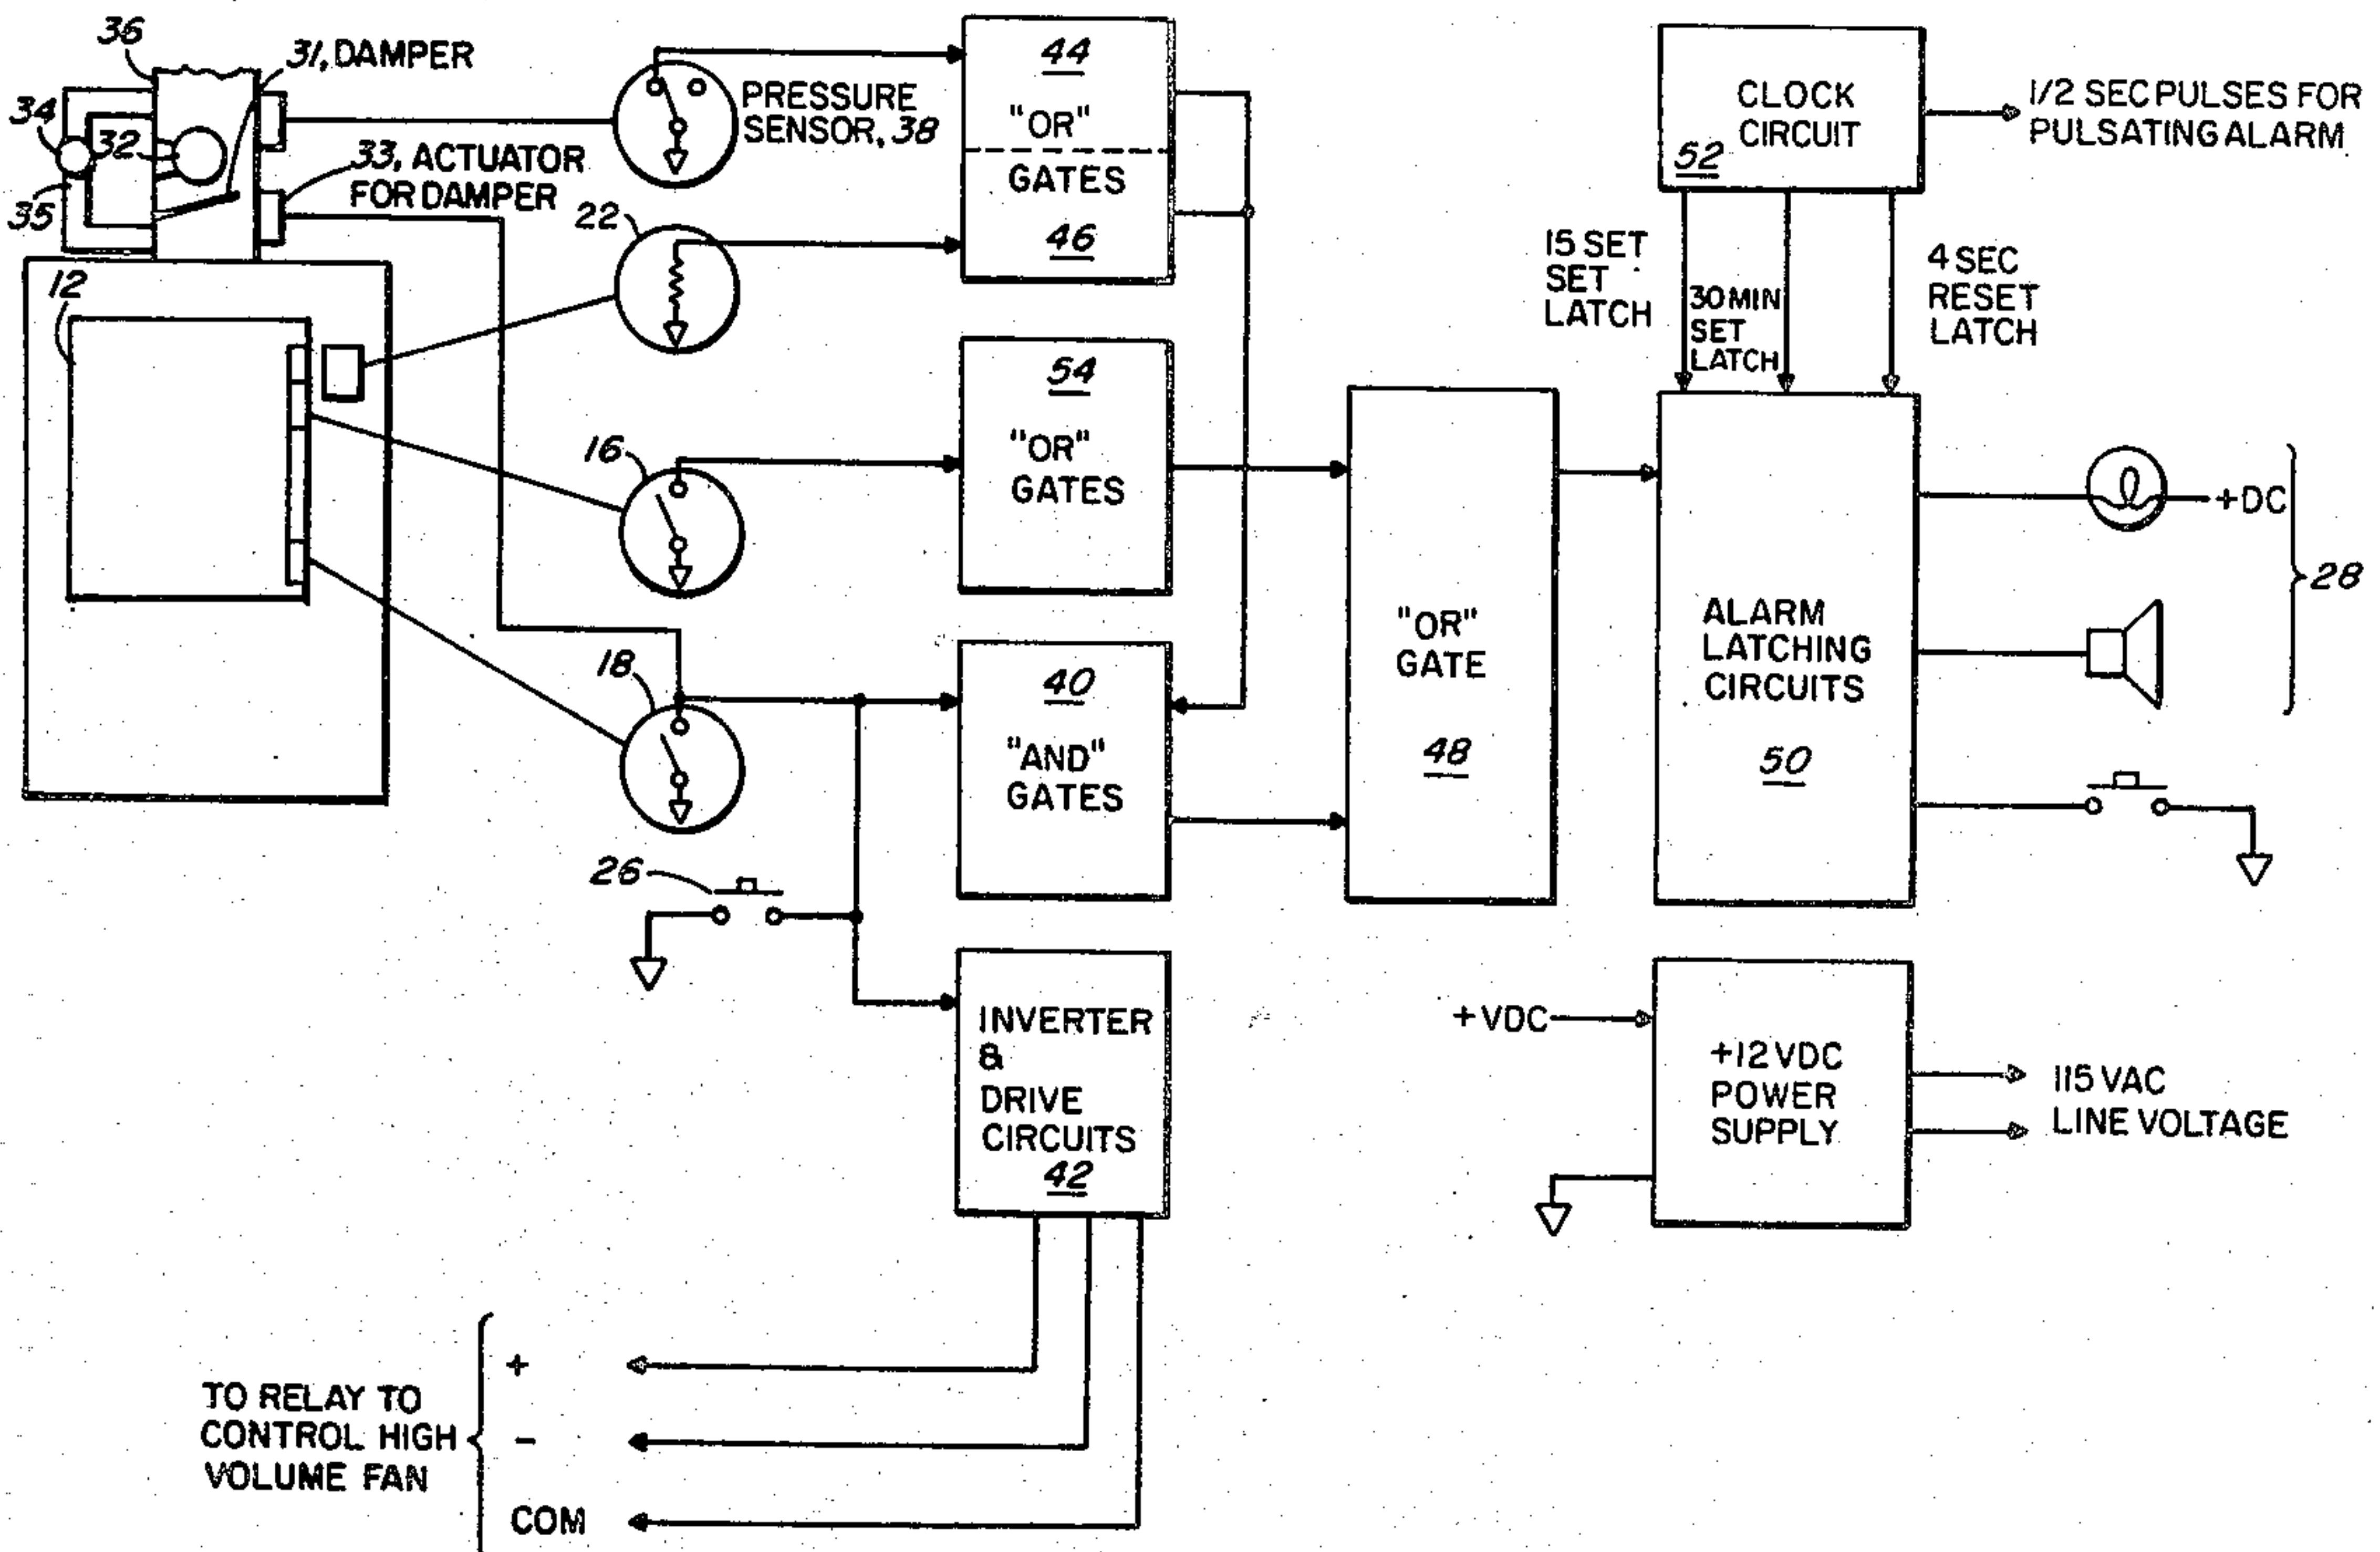 36
31, DAMPER
34
32
35
33, ACTUATOR
FOR DAMPER
12
PRESSURE
SENSOR, 38
22
16
18
26
44
"OR"
GATES
46
54
"OR"
GATES
40
"AND"
GATES
INVERTER
&
DRIVE
CIRCUITS
42
TO RELAY TO
CONTROL HIGH
VOLUME FAN
+
-
COM
"OR"
GATE
48
CLOCK
CIRCUIT
52
1/2 SEC PULSES FOR
PULSATING ALARM
15 SET
SET
LATCH
30 MIN
SET
LATCH
4 SEC
RESET
LATCH
ALARM
LATCHING
CIRCUITS
50
+DC
28
+VDC
+12 VDC
POWER
SUPPLY
115 VAC
LINE VOLTAGE